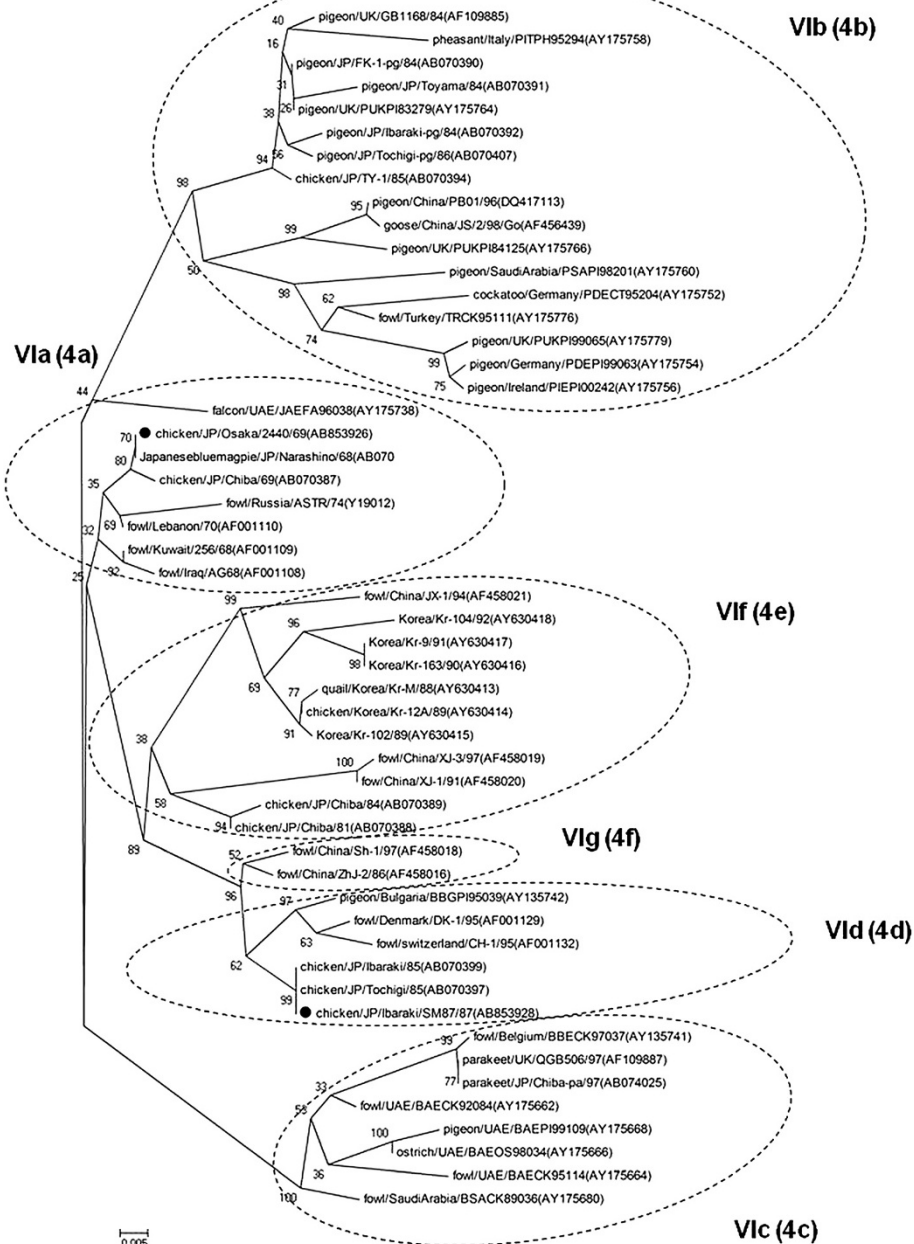 40
pigeon/UK/GB1168/84(AF109885)
VIb (4b)
pheasant/Italy/PITPH95294(AY175758)
16
pigeon/JP/FK-1-pg/84(AB070390)
31
pigeon/JP/Toyama/84(AB070391)
38
26
pigeon/UK/PUKPI83279(AY175764)
pigeon/JP/Ibaraki-pg/84(AB070392)
94
56
pigeon/JP/Tochigi-pg/86(AB070407)
98
chicken/JP/TY-1/85(AB070394)
95
pigeon/China/PB01/96(DQ417113)
99
goose/China/JS/2/98/Go(AF456439)
pigeon/UK/PUKPI84125(AY175766)
50
pigeon/SaudiArabia/PSAPI98201(AY175760)
98
62
cockatoo/Germany/PDECT95204(AY175752)
fowl/Turkey/TRCK95111(AY175776)
74
pigeon/UK/PUKPI99065(AY175779)
VIa (4a)
99
pigeon/Germany/PDEPI99063(AY175754)
75
pigeon/Ireland/PIEPI00242(AY175756)
44
falcon/UAE/JAEFA96038(AY175738)
70
chicken/JP/Osaka/2440/69(AB853926)
80
Japanesebluemagpie/JP/Narashino/68(AB070
35
chicken/JP/Chiba/69(AB070387)
fowl/Russia/ASTR/74(Y19012)
32
69
fowl/Lebanon/70(AF001110)
fowl/Kuwait/256/68(AF001109)
25
92
fowl/Iraq/AG68(AF001108)
99
fowl/China/JX-1/94(AF458021)
VIf (4e)
96
Korea/Kr-104/92(AY630418)
Korea/Kr-9/91(AY630417)
98
Korea/Kr-163/90(AY630416)
69
77
quail/Korea/Kr-M/88(AY630413)
chicken/Korea/Kr-12A/89(AY630414)
91
Korea/Kr-102/89(AY630415)
38
100
fowl/China/XJ-3/97(AF458019)
fow/China/XJ-1/91(AF458020)
58
chicken/JP/Chiba/84(AB070389)
94
chicken/JP/Chiba/81(AB070388)
VIg (4f)
89
52
fowl/China/Sh-1/97(AF458018)
fowl/China/ZhJ-2/86(AF458016)
96
97
pigeon/Bulgaria/BBGPI95039(AY135742)
fowl/Denmark/DK-1/95(AF001129)
VId (4d)
63
fowl/switzerland/CH-1/95(AF001132)
62
chicken/JP/Ibaraki/85(AB070399)
chicken/JP/Tochigi/85(AB070397)
99
chicken/JP/Ibaraki/SM87/87(AB853928)
99
fowl/Belgium/BBECK97037(AY135741)
parakeet/UK/QGB506/97(AF109887)
77
parakeet/JP/Chiba-pa/97(AB074025)
33
fowl/UAE/BAECK92084(AY175662)
100
pigeon/UAE/BAEPI99109(AY175668)
ostrich/UAE/BAEOS98034(AY175666)
36
fowl/UAE/BAECK95114(AY175664)
100
fowl/SaudiArabia/BSACK89036(AY175680)
VIc (4c)
0.005